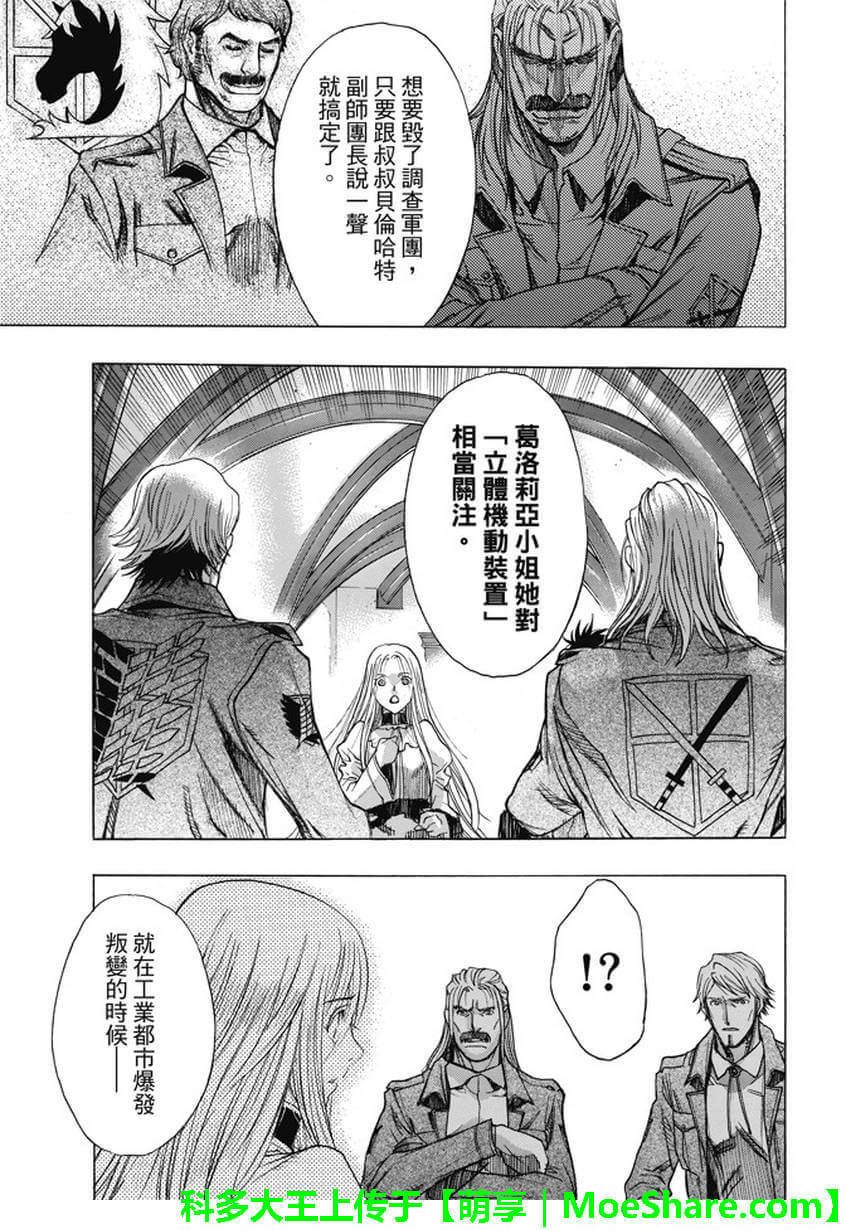 想要毀了調查軍團，
只要跟叔叔貝倫哈特
副師團長說一聲
就搞定了。
葛洛莉亞小姐她對
「立體機動裝置」
相當關注。
!?
就在工業都市爆發
叛變的時候——
科多大王上传于【萌享｜MoeShare.com】